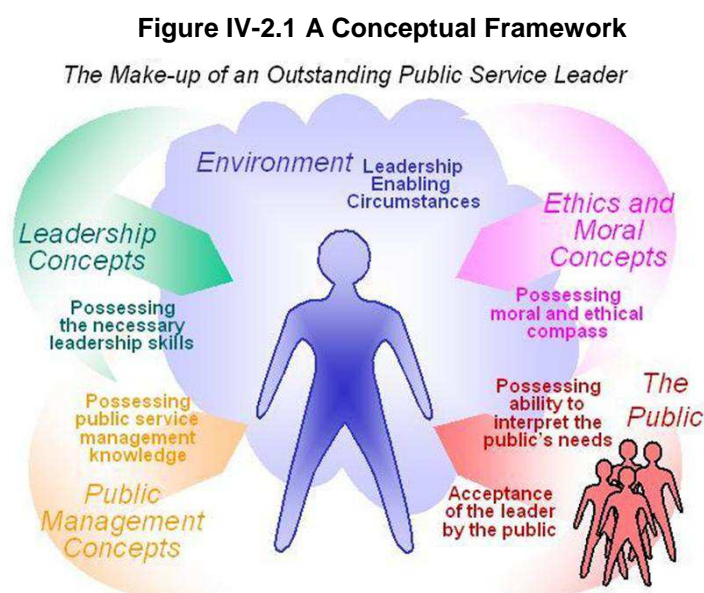 Figure IV-2.1 A Conceptual Framework
The Make-up of an Outstanding Public Service Leader
Environment
Leadership
Enabling
Circumstances
Leadership
Concepts
Possessing
the necessary
leadership skills
Ethics and
Moral
Concepts
Possessing
moral and ethical
compass
Possessing
public service
management
knowledge
Public
Management
Concepts
Possessing
ability to
interpret the
public's needs
The
Public
Acceptance
of the leader
by the public